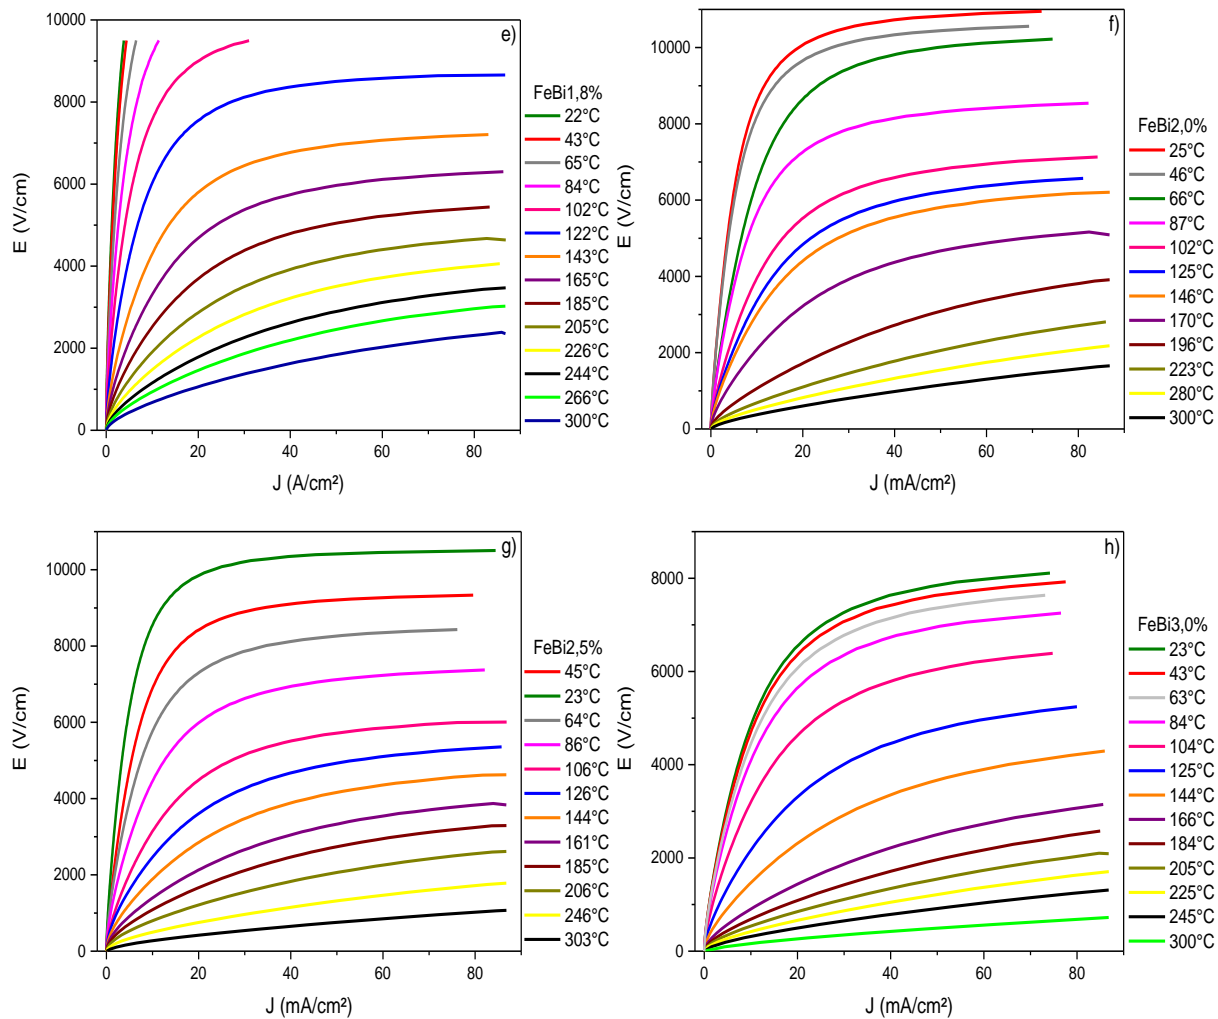 e)
E (V/cm)
10000
8000
6000
4000
2000
0
0
20
40
60
80
J (A/cm²)
FeBi1,8%
22°C
43°C
65°C
84°C
102°C
122°C
143°C
165°C
185°C
205°C
226°C
244°C
266°C
300°C
f)
E (V/cm)
10000
8000
6000
4000
2000
0
0
20
40
60
80
J (mA/cm²)
FeBi2,0%
25°C
46°C
66°C
87°C
102°C
125°C
146°C
170°C
196°C
223°C
280°C
300°C
g)
E (V/cm)
10000
8000
6000
4000
2000
0
0
20
40
60
80
J (mA/cm²)
FeBi2,5%
45°C
23°C
64°C
86°C
106°C
126°C
144°C
161°C
185°C
206°C
246°C
303°C
h)
E (V/cm)
8000
6000
4000
2000
0
0
20
40
60
80
J (mA/cm²)
FeBi3,0%
23°C
43°C
63°C
84°C
104°C
125°C
144°C
166°C
184°C
205°C
225°C
245°C
300°C